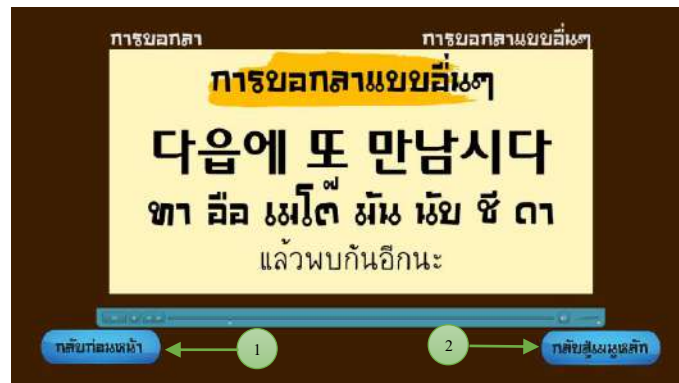 การบอกลา
การบอกลาแบบอื่นๆ
การบอกลาแบบอื่นๆ
다읍에 또 만남시다
ทา อือ เมโต๊ มัน นับ ชี ดา
แล้วพบกันอีกนะ
กลับก่อนหน้า 1 2 กลับสู่เมนูหลัก